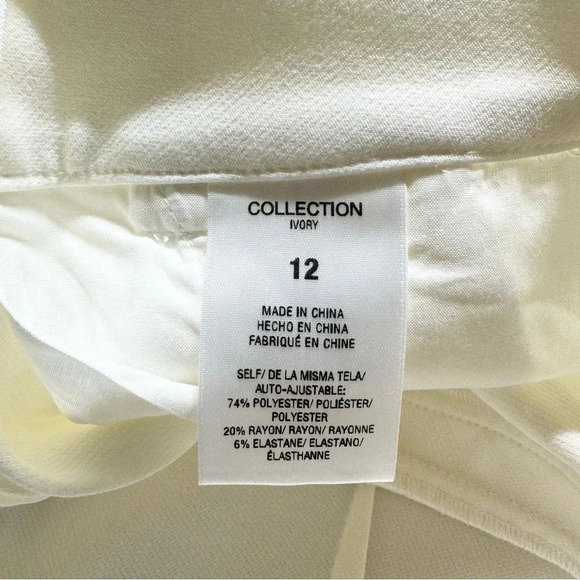 COLLECTION
IVORY
12
MADE IN CHINA
HECHO EN CHINA
FABRIQUÉ EN CHINE
SELF/ DE LA MISMA TELA/
AUTO-AJUSTABLE:
74% POLYESTER/ POLIÉSTER/
POLYESTER
20% RAYON/ RAYON/ RAYONNE
6% ELASTANE/ ELASTANO/
ÉLASTHANNE